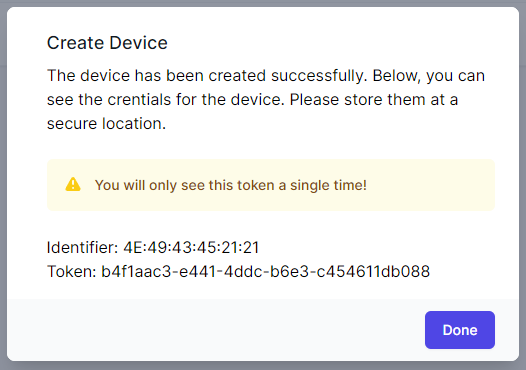 Create Device
The device has been created successfully. Below, you can
see the crentials for the device. Please store them at a
secure location.
You will only see this token a single time!
Identifier: 4E:49:43:45:21:21
Token: b4f1aac3-e441-4ddc-b6e3-c454611db088
Done